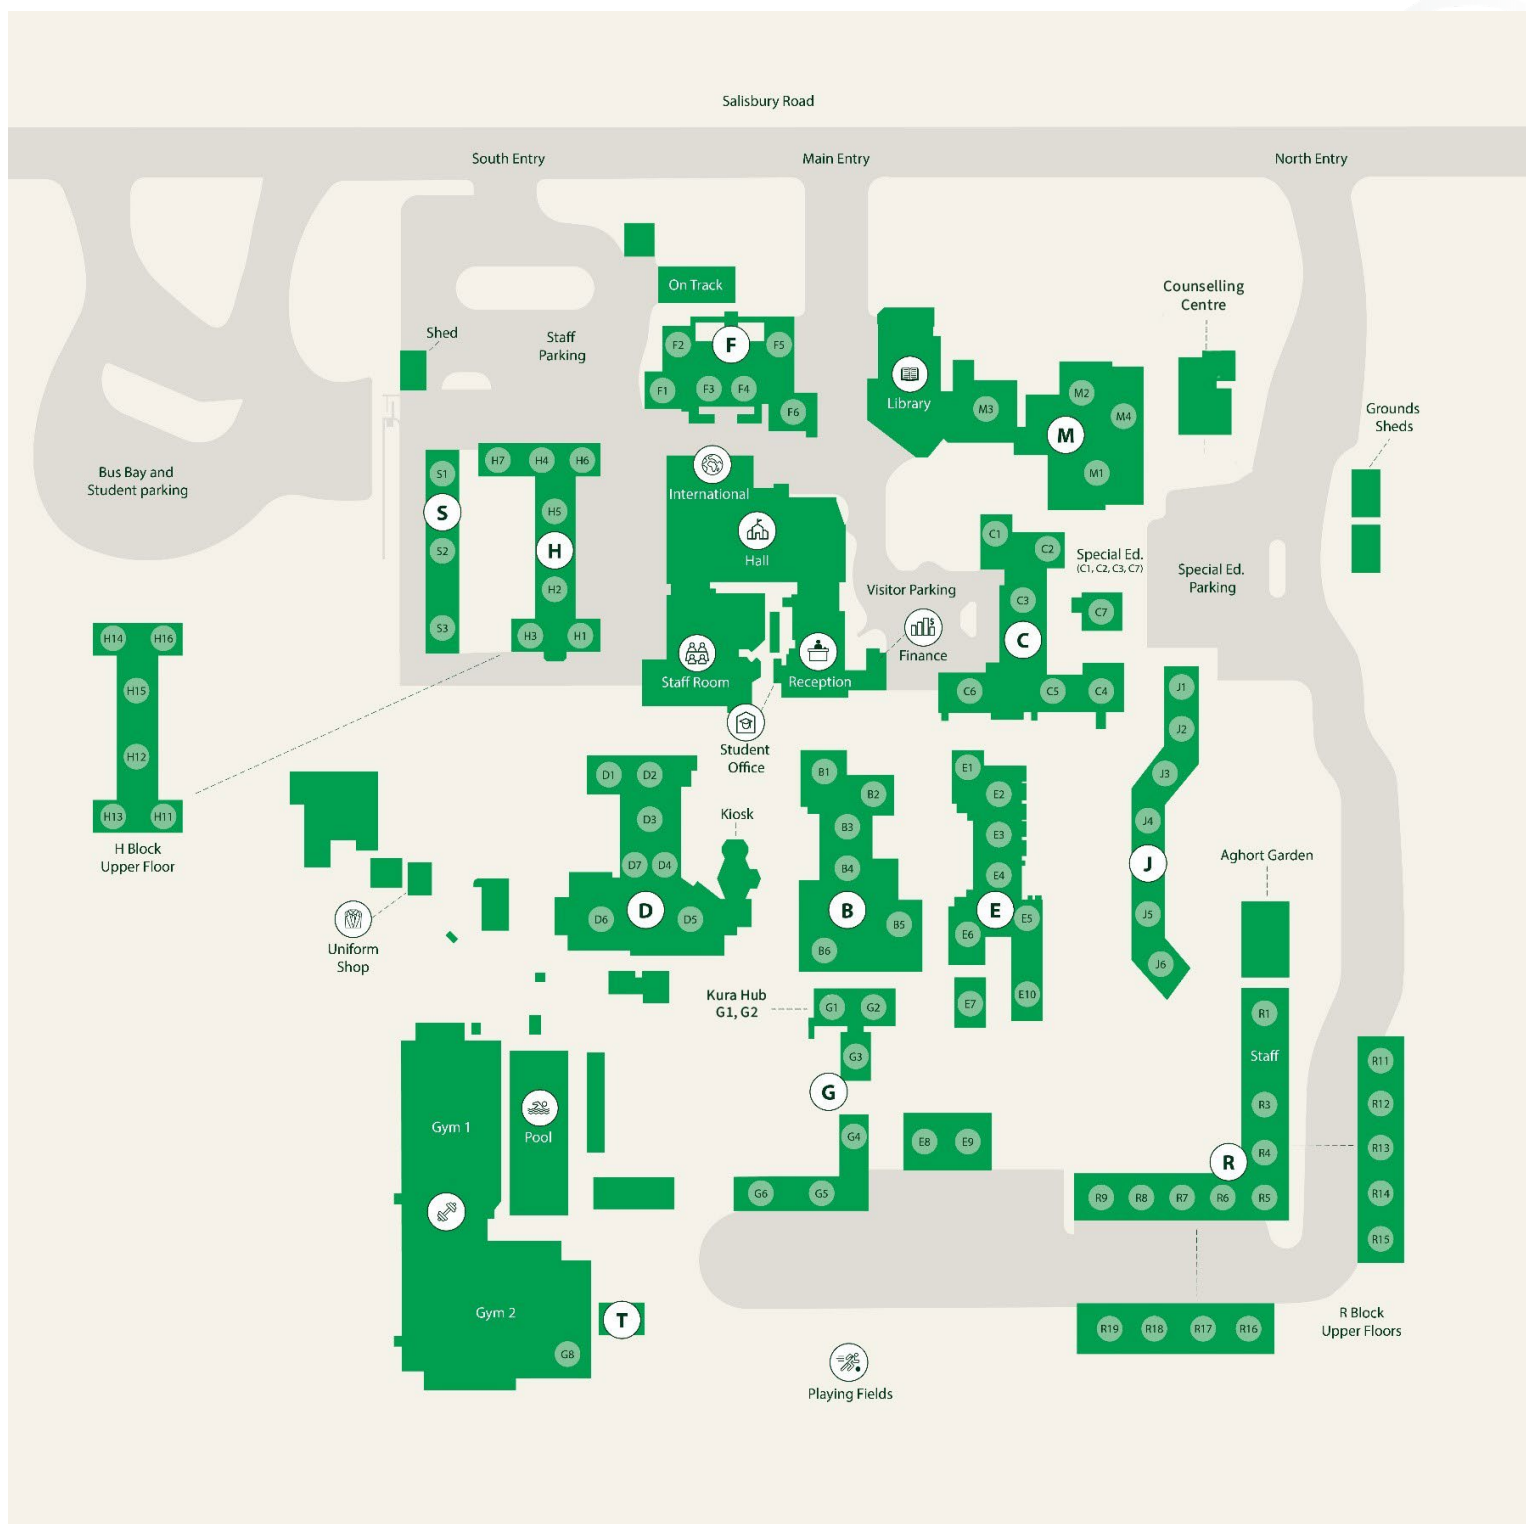 Salisbury Road
South Entry
Main Entry
North Entry
On Track
Counselling
Centre
Shed
Staff
Parking
F2
F
F5
F1
F3
F4
F6
Library
M3
M2
M4
M
M1
Grounds
Sheds
Bus Bay and
Student parking
S1
S
S2
S3
H7
H4
H6
H5
H
H2
H3
H1
International
Hall
Staff Room
Reception
Student
Office
Visitor Parking
$
Finance
C1
C2
C3
C
C6
C5
C4
Special Ed.
(C1, C2, C3, C7)
C7
Special Ed.
Parking
H14
H16
H15
H12
H13
H11
H Block
Upper Floor
Uniform
Shop
D1
D2
D3
D7
D4
D6
D
D5
Kiosk
B1
B2
B3
B4
B
B5
B6
E1
E2
E3
E4
E
E5
E6
E7
E10
J1
J2
J3
J4
J
J5
J6
Aghort Garden
Kura Hub
G1, G2
G1
G2
G3
G
G4
G6
G5
E8
E9
R1
Staff
R3
R4
R
R9
R8
R7
R6
R5
R11
R12
R13
R14
R15
R19
R18
R17
R16
R Block
Upper Floors
Gym 1
Pool
Gym 2
G8
T
Playing Fields